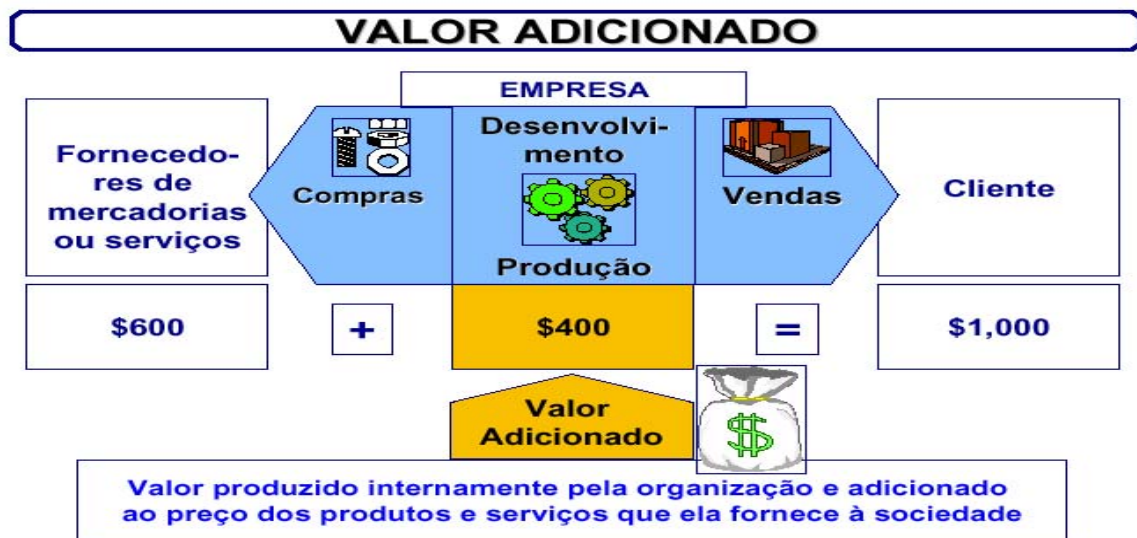 VALOR ADICIONADO
EMPRESA
Fornecedo-
res de
mercadorias
ou serviços
Compras
Desenvolvi-
mento
Produção
Vendas
Cliente
$600
+
$400
=
$1,000
Valor
Adicionado
$
Valor produzido internamente pela organização e adicionado
ao preço dos produtos e serviços que ela fornece à sociedade